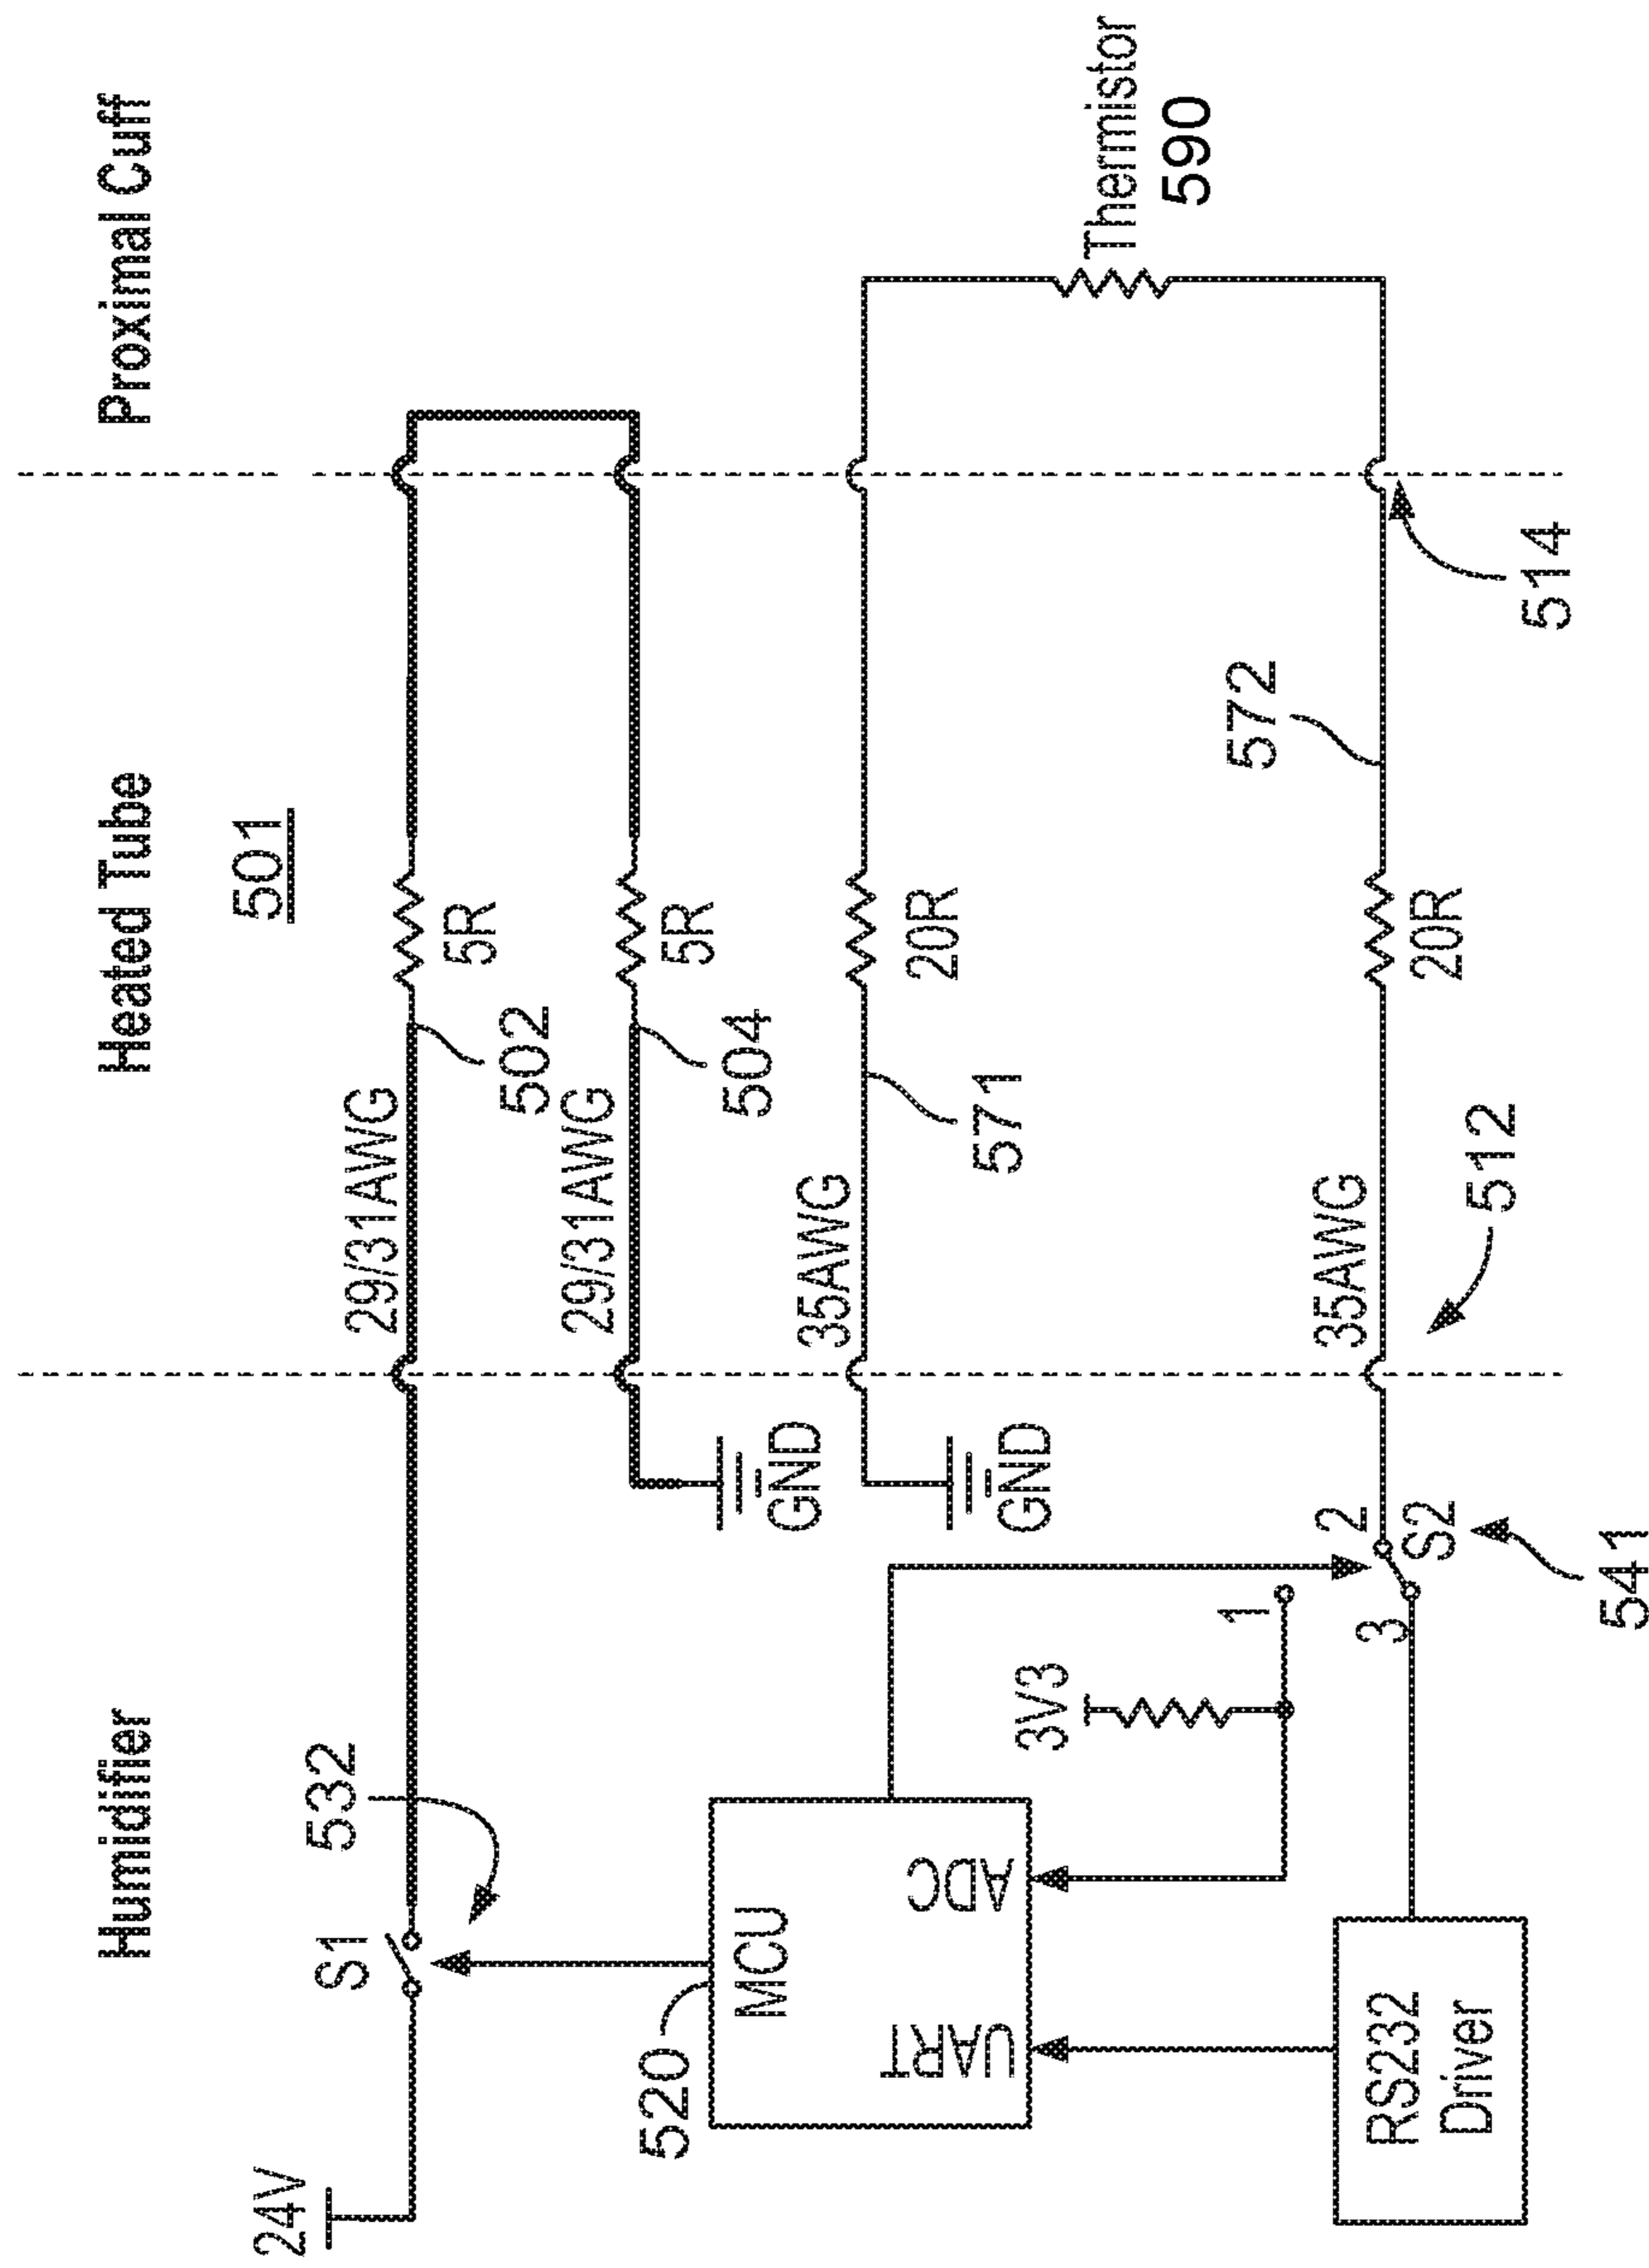 Humidifier
Heated Tube
Proximal Cuff
501
24V
S1
532
29/31AWG
502
5R
29/31AWG
504
5R
520
MCU
UART
ADC
GND
35AWG
571
20R
GND
3V3
1
2
3
S2
541
35AWG
512
20R
572
514
Thermistor
590
RS232
Driver